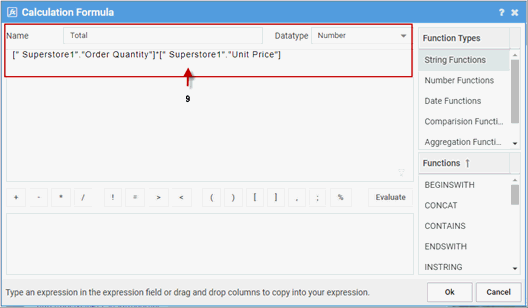 Calculation Formula
? ×
Name Total Datatype Number
[" Superstore1"."Order Quantity"]*[" Superstore1"."Unit Price"]
9
+ - * / ! = > < ( ) [ ] , ; % Evaluate
Function Types
String Functions
Number Functions
Date Functions
Comparision Functi...
Aggregation Functi...
Functions
BEGINSWITH
CONCAT
CONTAINS
ENDSWITH
INSTRING
Type an expression in the expression field or drag and drop columns to copy into your expression.
Ok Cancel